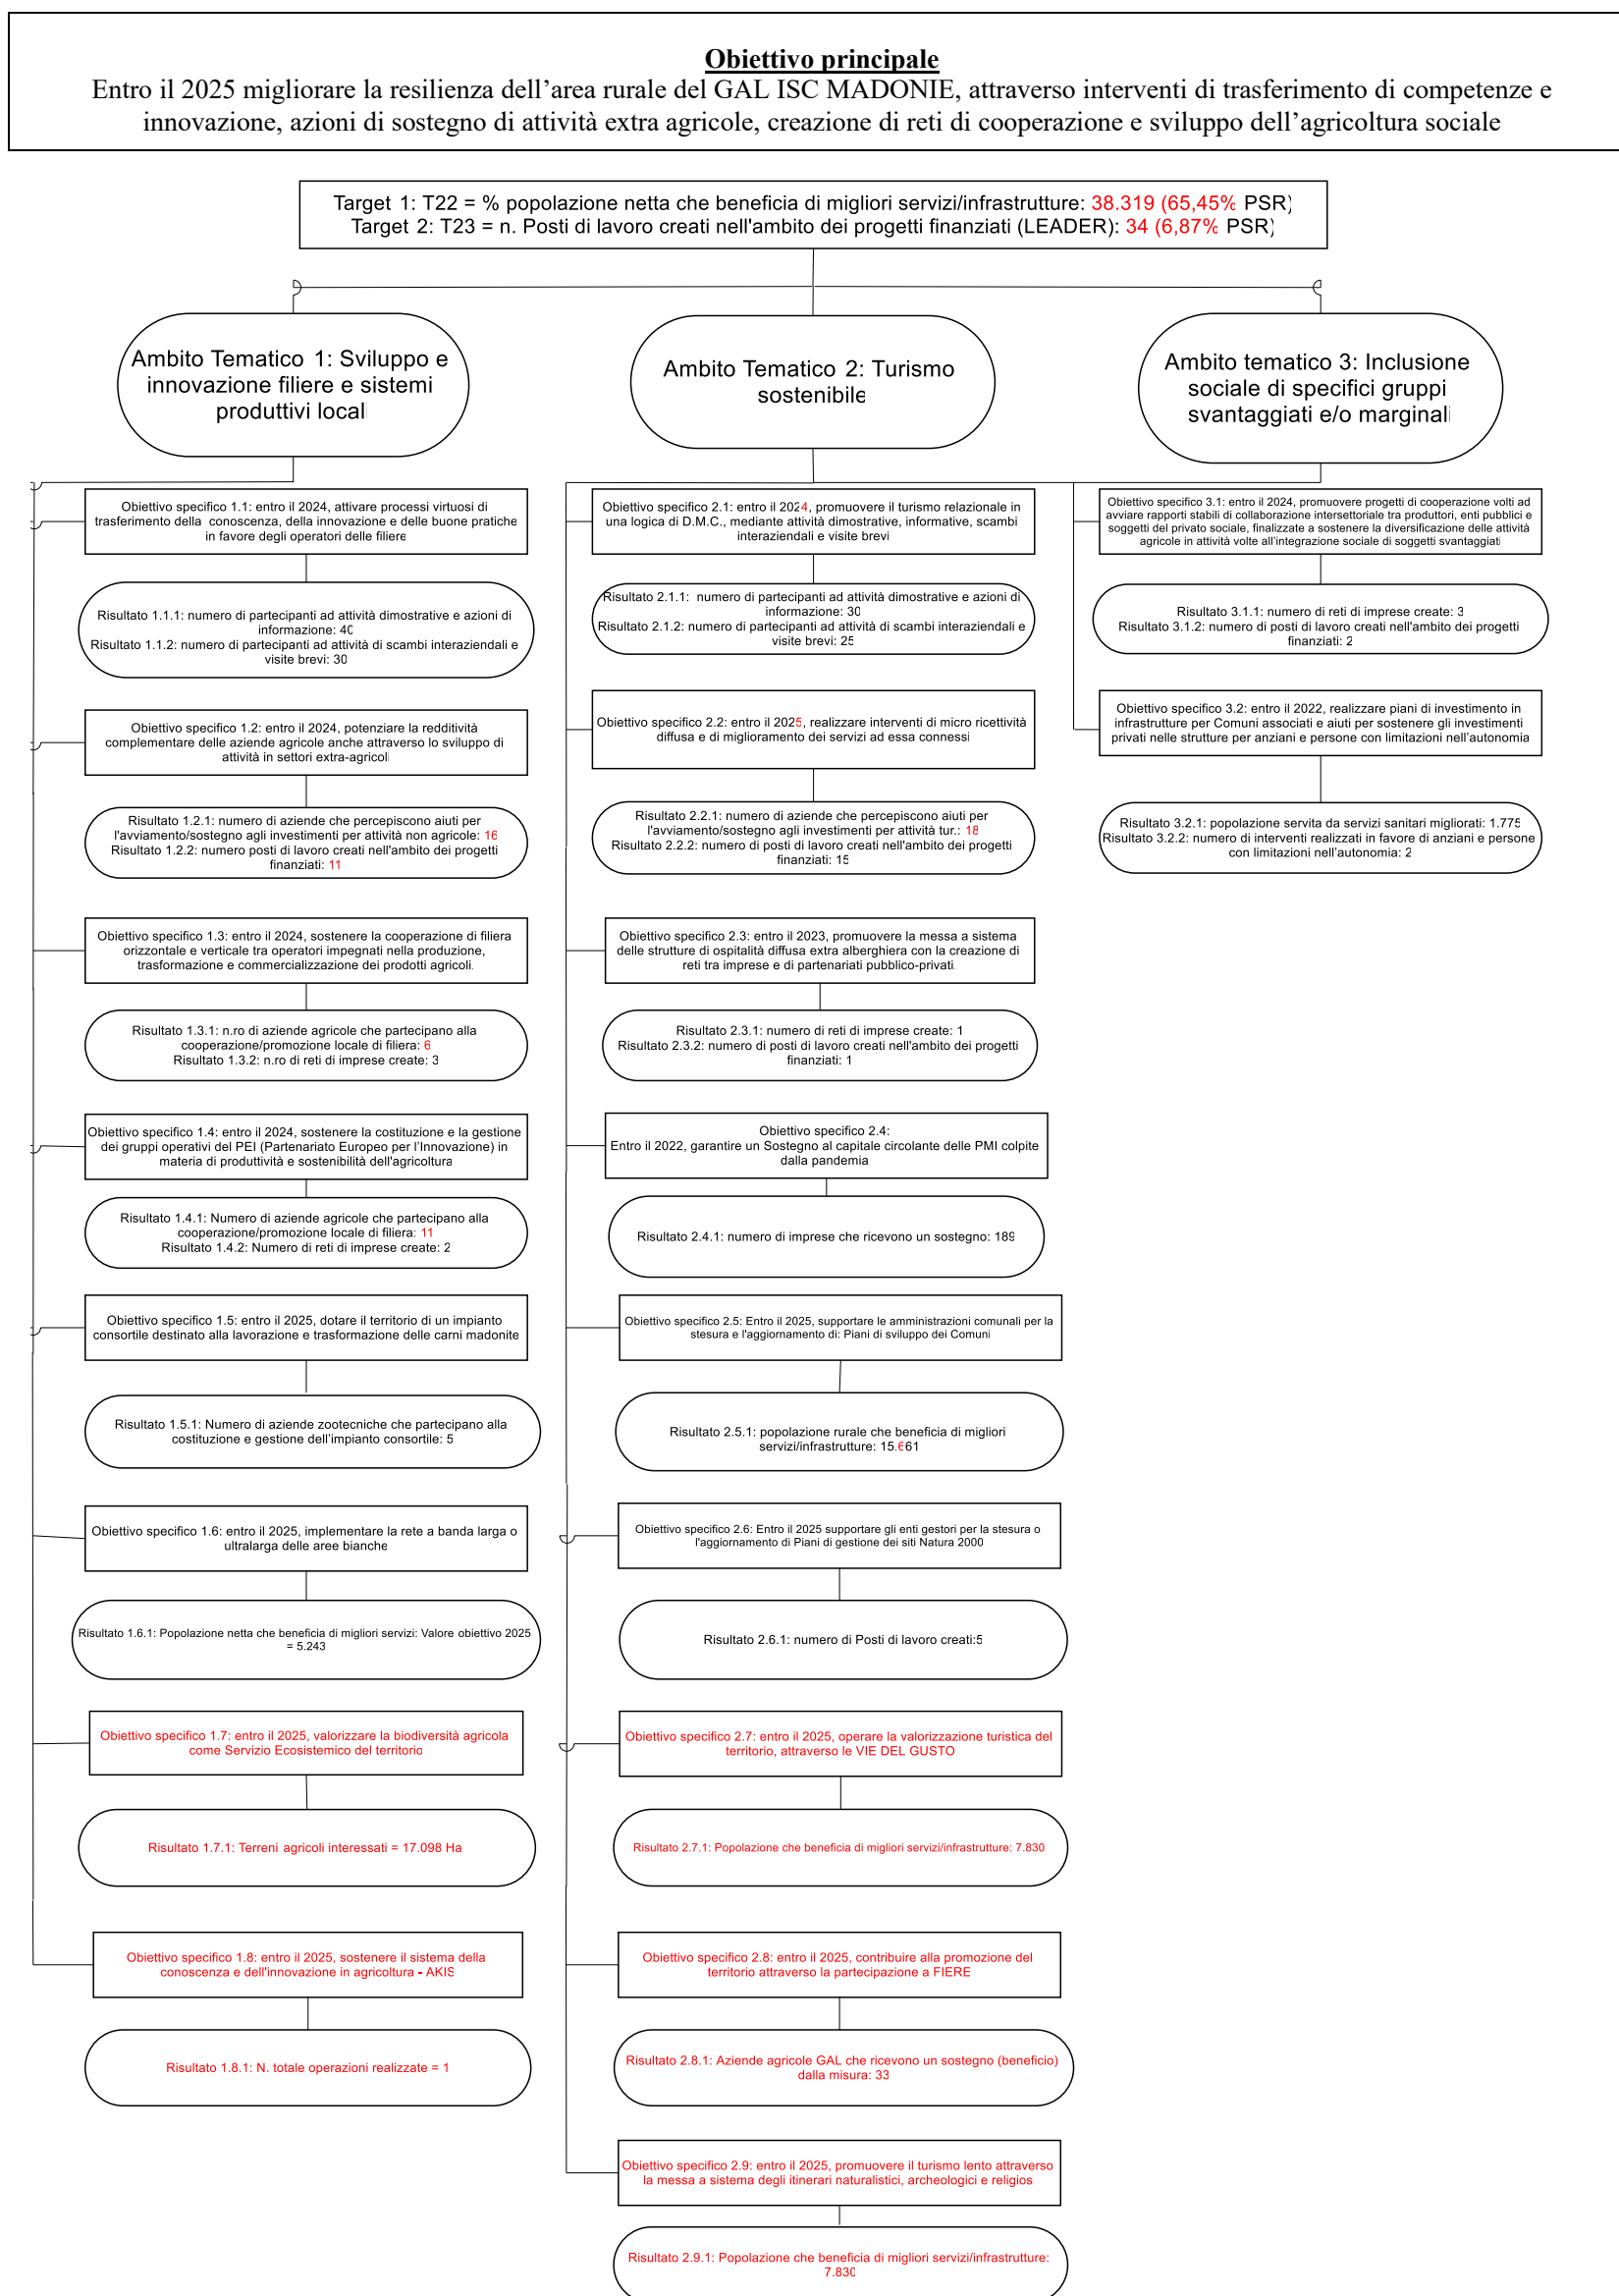 Obiettivo principale
Entro il 2025 migliorare la resilienza dell’area rurale del GAL ISC MADONIE, attraverso interventi di trasferimento di competenze e
innovazione, azioni di sostegno di attività extra agricole, creazione di reti di cooperazione e sviluppo dell’agricoltura sociale
Target 1: T22 = % popolazione netta che beneficia di migliori servizi/infrastrutture: 38.319 (65,45% PSR)
Target 2: T23 = n. Posti di lavoro creati nell'ambito dei progetti finanziati (LEADER): 34 (6,87% PSR)
Ambito Tematico 1: Sviluppo e
innovazione filiere e sistemi
produttivi locali
Obiettivo specifico 1.1: entro il 2024, attivare processi virtuosi di
trasferimento della conoscenza, della innovazione e delle buone pratiche
in favore degli operatori delle filiere
Risultato 1.1.1: numero di partecipanti ad attività dimostrative e azioni di
informazione: 40
Risultato 1.1.2: numero di partecipanti ad attività di scambi interaziendali e
visite brevi: 30
Obiettivo specifico 1.2: entro il 2024, potenziare la redditività
complementare delle aziende agricole anche attraverso lo sviluppo di
attività in settori extra-agricoli
Risultato 1.2.1: numero di aziende che percepiscono aiuti per
l'avviamento/sostegno agli investimenti per attività non agricole: 16
Risultato 1.2.2: numero posti di lavoro creati nell'ambito dei progetti
finanziati: 11
Obiettivo specifico 1.3: entro il 2024, sostenere la cooperazione di filiera
orizzontale e verticale tra operatori impegnati nella produzione,
trasformazione e commercializzazione dei prodotti agricoli.
Risultato 1.3.1: n.ro di aziende agricole che partecipano alla
cooperazione/promozione locale di filiera: 6
Risultato 1.3.2: n.ro di reti di imprese create: 3
Obiettivo specifico 1.4: entro il 2024, sostenere la costituzione e la gestione
dei gruppi operativi del PEI (Partenariato Europeo per l’Innovazione) in
materia di produttività e sostenibilità dell'agricoltura
Risultato 1.4.1: Numero di aziende agricole che partecipano alla
cooperazione/promozione locale di filiera: 11
Risultato 1.4.2: Numero di reti di imprese create: 2
Obiettivo specifico 1.5: entro il 2025, dotare il territorio di un impianto
consortile destinato alla lavorazione e trasformazione delle carni madonite
Risultato 1.5.1: Numero di aziende zootecniche che partecipano alla
costituzione e gestione dell’impianto consortile: 5
Obiettivo specifico 1.6: entro il 2025, implementare la rete a banda larga o
ultralarga delle aree bianche
Risultato 1.6.1: Popolazione netta che beneficia di migliori servizi: Valore obiettivo 2025
= 5.243
Obiettivo specifico 1.7: entro il 2025, valorizzare la biodiversità agricola
come Servizio Ecosistemico del territorio
Risultato 1.7.1: Terreni agricoli interessati = 17.098 Ha
Obiettivo specifico 1.8: entro il 2025, sostenere il sistema della
conoscenza e dell'innovazione in agricoltura - AKIS
Risultato 1.8.1: N. totale operazioni realizzate = 1
Ambito Tematico 2: Turismo
sostenibile
Obiettivo specifico 2.1: entro il 2024, promuovere il turismo relazionale in
una logica di D.M.C., mediante attività dimostrative, informative, scambi
interaziendali e visite brevi
Risultato 2.1.1: numero di partecipanti ad attività dimostrative e azioni di
informazione: 30
Risultato 2.1.2: numero di partecipanti ad attività di scambi interaziendali e
visite brevi: 25
Obiettivo specifico 2.2: entro il 2025, realizzare interventi di micro ricettività
diffusa e di miglioramento dei servizi ad essa connessi
Risultato 2.2.1: numero di aziende che percepiscono aiuti per
l'avviamento/sostegno agli investimenti per attività tur.: 18
Risultato 2.2.2: numero di posti di lavoro creati nell'ambito dei progetti
finanziati: 15
Obiettivo specifico 2.3: entro il 2023, promuovere la messa a sistema
delle strutture di ospitalità diffusa extra alberghiera con la creazione di
reti tra imprese e di partenariati pubblico-privati.
Risultato 2.3.1: numero di reti di imprese create: 1
Risultato 2.3.2: numero di posti di lavoro creati nell'ambito dei progetti
finanziati: 1
Obiettivo specifico 2.4:
Entro il 2022, garantire un Sostegno al capitale circolante delle PMI colpite
dalla pandemia
Risultato 2.4.1: numero di imprese che ricevono un sostegno: 189
Obiettivo specifico 2.5: Entro il 2025, supportare le amministrazioni comunali per la
stesura e l'aggiornamento di: Piani di sviluppo dei Comuni
Risultato 2.5.1: popolazione rurale che beneficia di migliori
servizi/infrastrutture: 15.661
Obiettivo specifico 2.6: Entro il 2025 supportare gli enti gestori per la stesura o
l'aggiornamento di Piani di gestione dei siti Natura 2000
Risultato 2.6.1: numero di Posti di lavoro creati:5
Obiettivo specifico 2.7: entro il 2025, operare la valorizzazione turistica del
territorio, attraverso le VIE DEL GUSTO
Risultato 2.7.1: Popolazione che beneficia di migliori servizi/infrastrutture: 7.830
Obiettivo specifico 2.8: entro il 2025, contribuire alla promozione del
territorio attraverso la partecipazione a FIERE
Risultato 2.8.1: Aziende agricole GAL che ricevono un sostegno (beneficio)
dalla misura: 33
Obiettivo specifico 2.9: entro il 2025, promuovere il turismo lento attraverso
la messa a sistema degli itinerari naturalistici, archeologici e religiosi
Risultato 2.9.1: Popolazione che beneficia di migliori servizi/infrastrutture:
7.830
Ambito tematico 3: Inclusione
sociale di specifici gruppi
svantaggiati e/o marginali
Obiettivo specifico 3.1: entro il 2024, promuovere progetti di cooperazione volti ad
avviare rapporti stabili di collaborazione intersettoriale tra produttori, enti pubblici e
soggetti del privato sociale, finalizzate a sostenere la diversificazione delle attività
agricole in attività volte all’integrazione sociale di soggetti svantaggiati
Risultato 3.1.1: numero di reti di imprese create: 3
Risultato 3.1.2: numero di posti di lavoro creati nell'ambito dei progetti
finanziati: 2
Obiettivo specifico 3.2: entro il 2022, realizzare piani di investimento in
infrastrutture per Comuni associati e aiuti per sostenere gli investimenti
privati nelle strutture per anziani e persone con limitazioni nell’autonomia
Risultato 3.2.1: popolazione servita da servizi sanitari migliorati: 1.775
Risultato 3.2.2: numero di interventi realizzati in favore di anziani e persone
con limitazioni nell’autonomia: 2